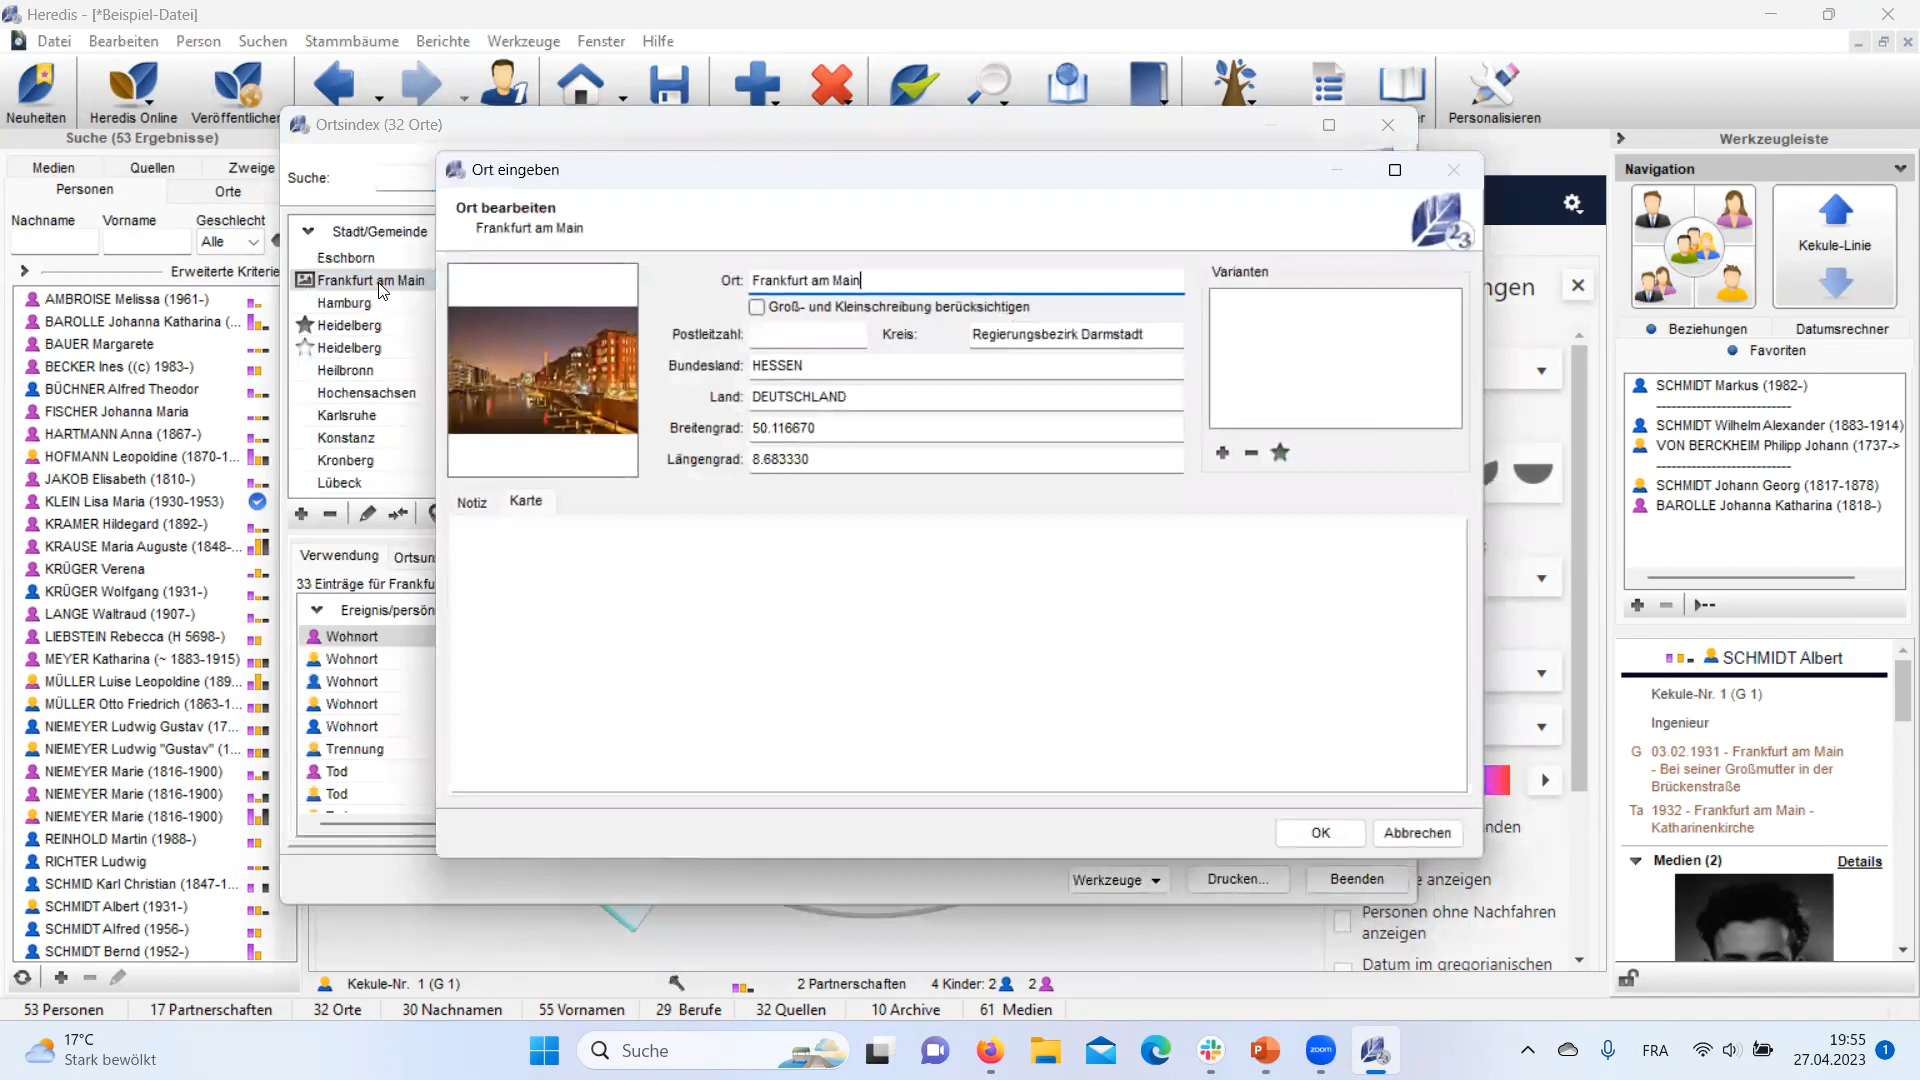 Heredis - [*Beispiel-Datei]
Datei Bearbeiten Person Suchen Stammbäume Berichte Werkzeuge Fenster Hilfe
Neuheiten Heredis Online Veröffentlichen Personalisieren
Suche (53 Ergebnisse)
Medien Quellen Zweige
Personen Orte
Nachname Vorname Geschlecht
Alle
Erweiterte Kriterie
AMBROISE Melissa (1961-)
BAROLLE Johanna Katharina (...
BAUER Margarete
BECKER Ines ((c) 1983-)
BÜCHNER Alfred Theodor
FISCHER Johanna Maria
HARTMANN Anna (1867-)
HOFMANN Leopoldine (1870-1...
JAKOB Elisabeth (1810-)
KLEIN Lisa Maria (1930-1953)
KRAMER Hildegard (1892-)
KRAUSE Maria Auguste (1848-...
KRÜGER Verena
KRÜGER Wolfgang (1931-)
LANGE Waltraud (1907-)
LIEBSTEIN Rebecca (H 5698-)
MEYER Katharina (~ 1883-1915)
MÜLLER Luise Leopoldine (189...
MÜLLER Otto Friedrich (1863-1...
NIEMEYER Ludwig Gustav (17...
NIEMEYER Ludwig "Gustav" (1...
NIEMEYER Marie (1816-1900)
NIEMEYER Marie (1816-1900)
NIEMEYER Marie (1816-1900)
REINHOLD Martin (1988-)
RICHTER Ludwig
SCHMID Karl Christian (1847-1...
SCHMIDT Albert (1931-)
SCHMIDT Alfred (1956-)
SCHMIDT Bernd (1952-)
Ortsindex (32 Orte)
Suche:
Stadt/Gemeinde
Eschborn
Frankfurt am Main
Hamburg
Heidelberg
Heidelberg
Heilbronn
Hochensachsen
Karlsruhe
Konstanz
Kronberg
Lübeck
Verwendung Ortsun
33 Einträge für Frankfu
Ereignis/persön
Wohnort
Wohnort
Wohnort
Wohnort
Wohnort
Trennung
Tod
Tod
Ort eingeben
Ort bearbeiten
Frankfurt am Main
23
Ort: Frankfurt am Main
Groß- und Kleinschreibung berücksichtigen
Postleitzahl: Kreis: Regierungsbezirk Darmstadt
Bundesland: HESSEN
Land: DEUTSCHLAND
Breitengrad: 50.116670
Längengrad: 8.683330
Varianten
Notiz Karte
OK Abbrechen
Werkzeuge Drucken... Beenden
ngen
nden
e anzeigen
Personen ohne Nachfahren
anzeigen
Datum im gregorianischen
Werkzeugleiste
Navigation
Kekule-Linie
Beziehungen Datumsrechner
Favoriten
SCHMIDT Markus (1982-)
---------------------------
SCHMIDT Wilhelm Alexander (1883-1914)
VON BERCKHEIM Philipp Johann (1737->
---------------------------
SCHMIDT Johann Georg (1817-1878)
BAROLLE Johanna Katharina (1818-)
SCHMIDT Albert
Kekule-Nr. 1 (G 1)
Ingenieur
G 03.02.1931 - Frankfurt am Main
- Bei seiner Großmutter in der
Brückenstraße
Ta 1932 - Frankfurt am Main -
Katharinenkirche
Medien (2) Details
Kekule-Nr. 1 (G 1) 2 Partnerschaften 4 Kinder: 2 2
53 Personen 17 Partnerschaften 32 Orte 30 Nachnamen 55 Vornamen 29 Berufe 32 Quellen 10 Archive 61 Medien
17°C
Stark bewölkt
Suche
zoom
FRA
19:55
27.04.2023
1